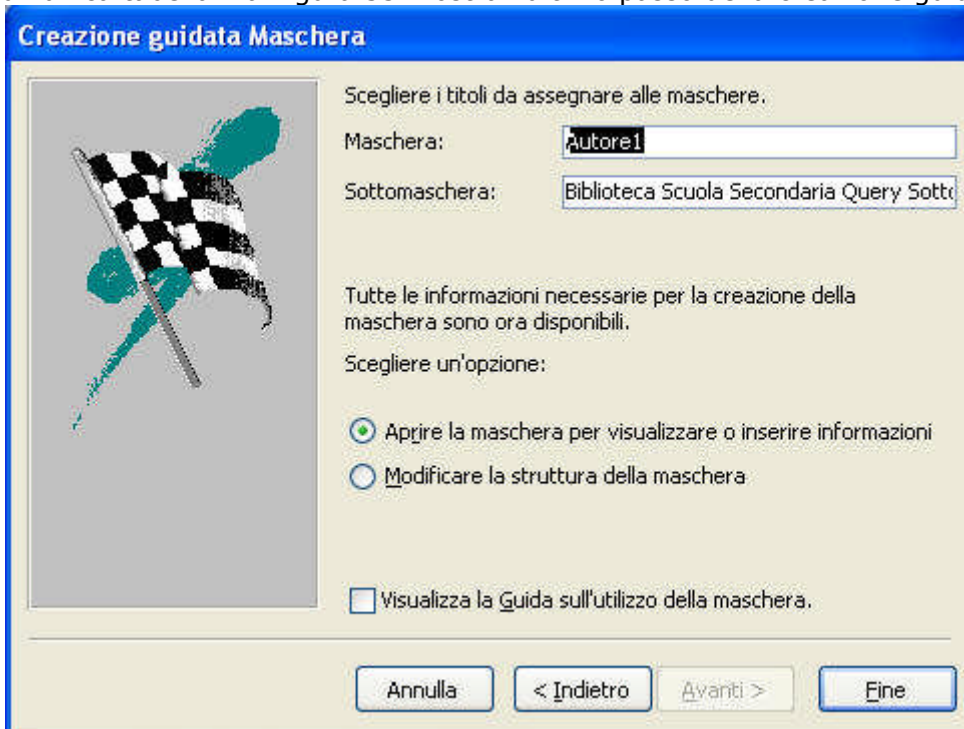 Creazione guidata Maschera
Scegliere i titoli da assegnare alle maschere.
Maschera: Autore1
Sottomaschera: Biblioteca Scuola Secondaria Query
Tutte le informazioni necessarie per la creazione della
maschera sono ora disponibili.
Scegliere un'opzione:
Aprire la maschera per visualizzare o inserire informazioni
Modificare la struttura della maschera
Visualizza la Guida sull'utilizzo della maschera.
Annulla < Indietro Avanti > Fine